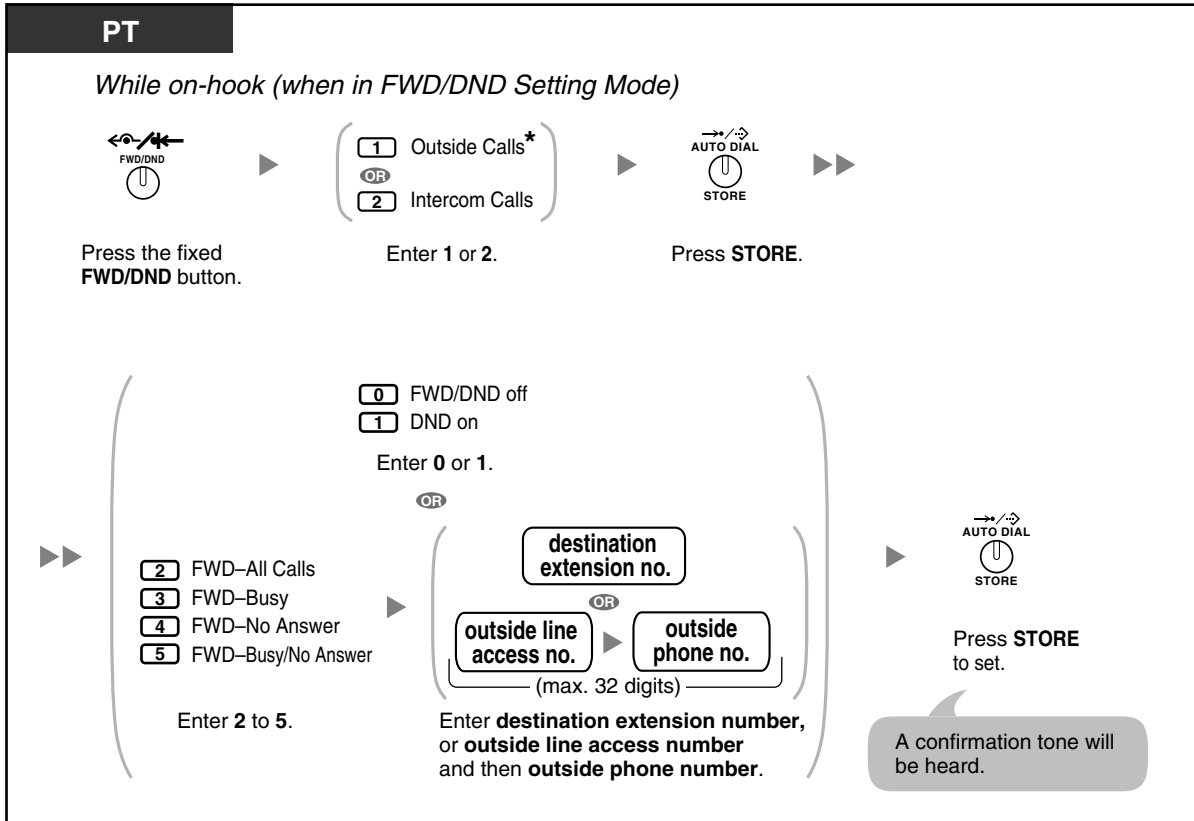 PT
While on-hook (when in FWD/DND Setting Mode)
FWD/DND
Press the fixed
FWD/DND button.
1 Outside Calls*
OR
2 Intercom Calls
Enter 1 or 2.
AUTO DIAL
STORE
Press STORE.
0 FWD/DND off
1 DND on
Enter 0 or 1.
OR
2 FWD–All Calls
3 FWD–Busy
4 FWD–No Answer
5 FWD–Busy/No Answer
Enter 2 to 5.
destination
extension no.
OR
outside line
access no.
outside
phone no.
(max. 32 digits)
Enter destination extension number,
or outside line access number
and then outside phone number.
AUTO DIAL
STORE
Press STORE
to set.
A confirmation tone will
be heard.